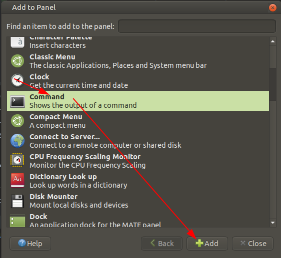 Add to Panel
Find an item to add to the panel:
Character Palette
Insert characters
Classic Menu
The classic Applications, Places and System menu bar
Clock
Set the current time and date
Command
Shows the output of a command
Compact Menu
A compact menu
Connect to Server...
Connect to a remote computer or shared disk
CPU Frequency Scaling Monitor
Monitor the CPU Frequency Scaling
Dictionary Look up
Look up words in a dictionary
Disk Mounter
Mount local disks and devices
Dock
An application dock for the MATE panel
Help
Back
Add
Close